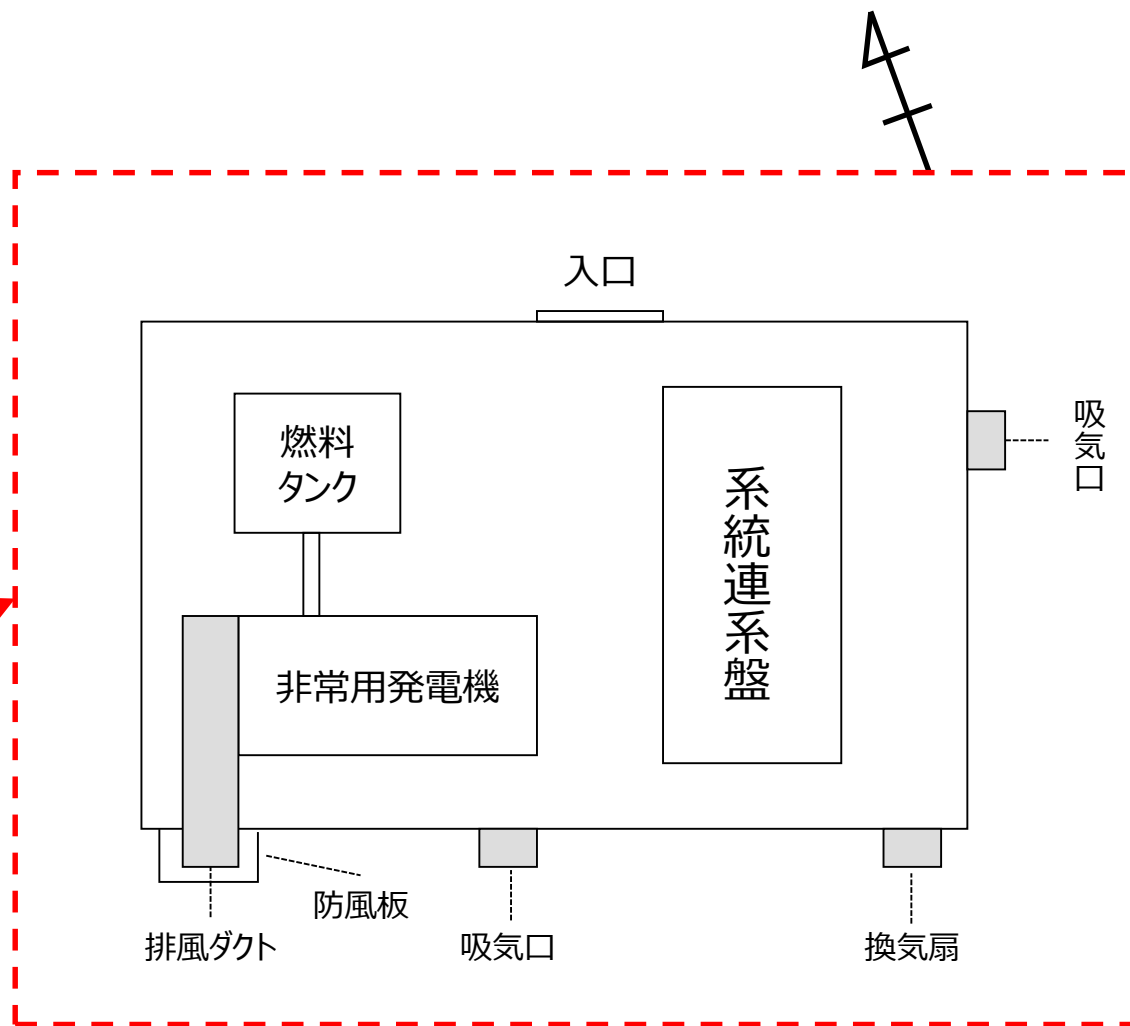 入口
燃料
タンク
吸気口
系統連系盤
非常用発電機
防風板
排風ダクト
吸気口
換気扇